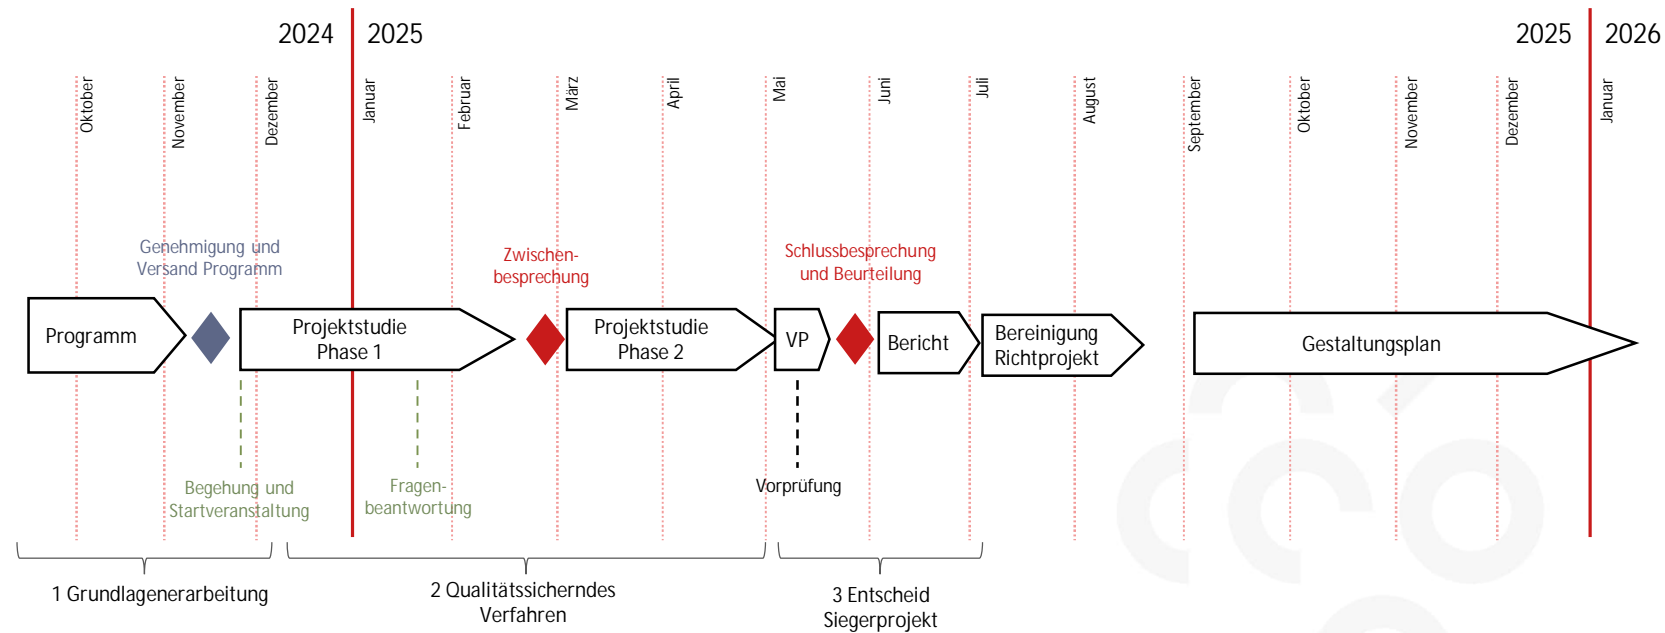 2024
2025
2025
2026
Oktober
November
Dezember
Januar
Februar
März
April
Mai
Juni
Juli
August
September
Oktober
November
Dezember
Januar
Genehmigung und
Versand Programm
Zwischen-
besprechung
Schlussbesprechung
und Beurteilung
Programm
Projektstudie
Phase 1
Projektstudie
Phase 2
VP
Bericht
Bereinigung
Richtprojekt
Gestaltungsplan
Begehung und
Startveranstaltung
Fragen-
beantwortung
Vorprüfung
1 Grundlagenerarbeitung
2 Qualitätssicherndes
Verfahren
3 Entscheid
Siegerprojekt